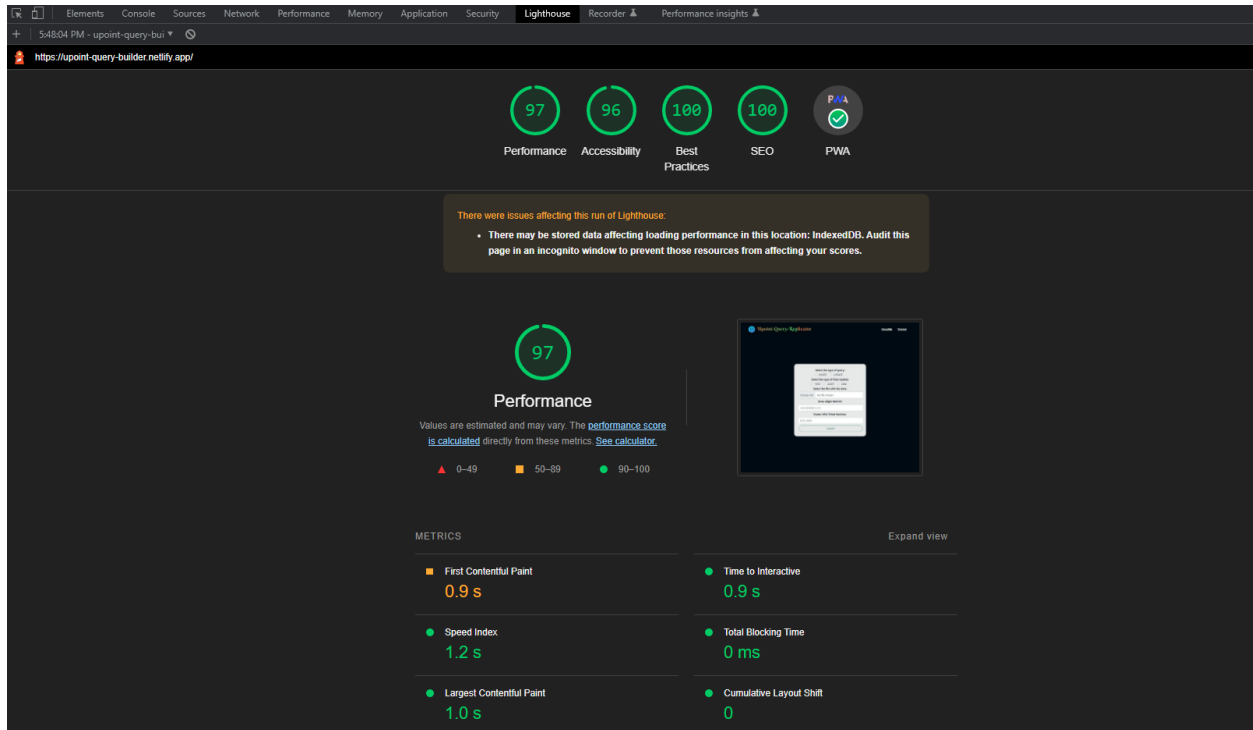 Elements Console Sources Network Performance Memory Application Security Lighthouse Recorder Performance insights
+ 5:48:04 PM - upoint-query-bui
https://upoint-query-builder.netlify.app/
97 96 100 100 PWA
Performance Accessibility Best Practices SEO PWA
There were issues affecting this run of Lighthouse:
• There may be stored data affecting loading performance in this location: IndexedDB. Audit this
page in an incognito window to prevent those resources from affecting your scores.
97
Performance
Values are estimated and may vary. The performance score
is calculated directly from these metrics. See calculator.
0–49 50–89 90–100
METRICS Expand view
First Contentful Paint
0.9 s
Time to Interactive
0.9 s
Speed Index
1.2 s
Total Blocking Time
0 ms
Largest Contentful Paint
1.0 s
Cumulative Layout Shift
0